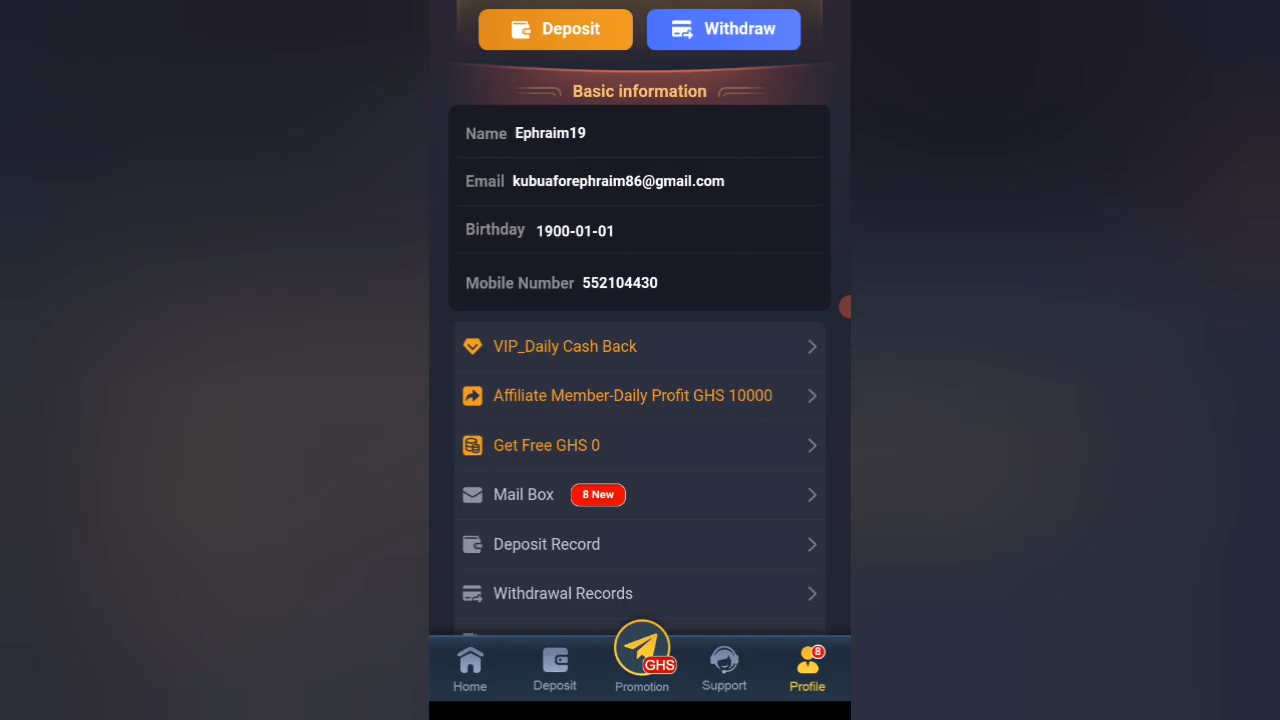 Deposit
Withdraw
Basic information
Name Ephraim19
Email kubuaforephraim86@gmail.com
Birthday 1900-01-01
Mobile Number 552104430
VIP_Daily Cash Back
Affiliate Member-Daily Profit GHS 10000
Get Free GHS 0
Mail Box 8 New
Deposit Record
Withdrawal Records
GHS
8
Home
Deposit
Promotion
Support
Profile